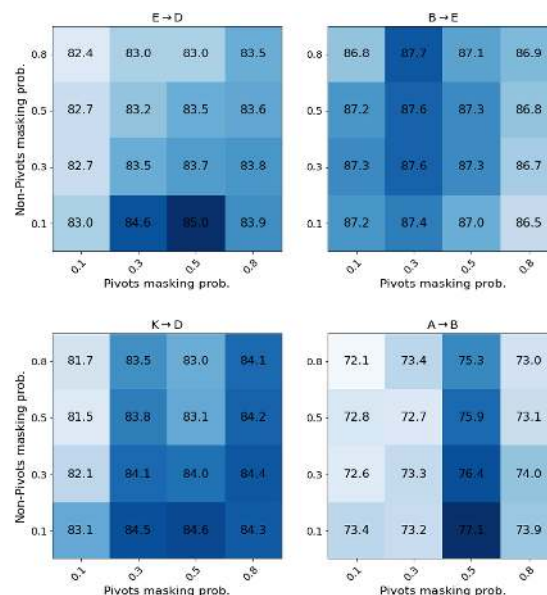 E→D
Non-Pivots masking prob.
0.8 82.4 83.0 83.0 83.5
0.5 82.7 83.2 83.5 83.6
0.3 82.7 83.5 83.7 83.8
0.1 83.0 84.6 85.0 83.9
0.1 0.3 0.5 0.8
Pivots masking prob.
B→E
86.8 87.7 87.1 86.9
87.2 87.6 87.3 86.8
87.3 87.6 87.3 86.7
87.2 87.4 87.0 86.5
0.1 0.3 0.5 0.8
Pivots masking prob.
K→D
Non-Pivots masking prob.
0.8 81.7 83.5 83.0 84.1
0.5 81.5 83.8 83.1 84.2
0.3 82.1 84.1 84.0 84.4
0.1 83.1 84.5 84.6 84.3
0.1 0.3 0.5 0.8
Pivots masking prob.
A→B
0.8 72.1 73.4 75.3 73.0
0.5 72.8 72.7 75.9 73.1
0.3 72.6 73.3 76.4 74.0
0.1 73.4 73.2 77.1 73.9
0.1 0.3 0.5 0.8
Pivots masking prob.